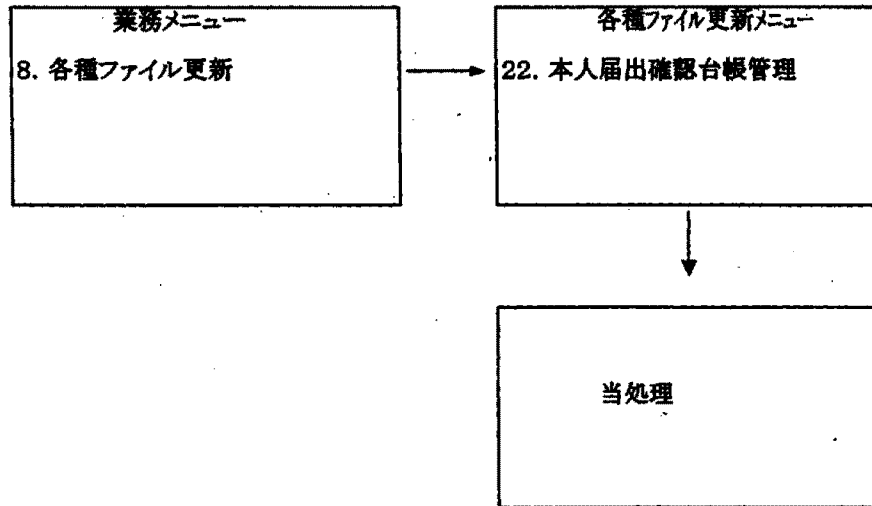 業務メニュー
8. 各種ファイル更新
各種ファイル更新メニュー
22. 本人届出確認台帳管理
当処理